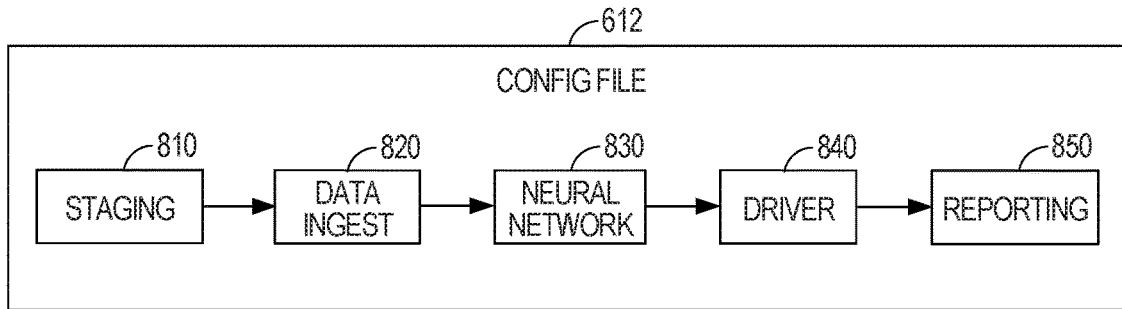 612
CONFIG FILE
810
820
830
840
850
STAGING
DATA
INGEST
NEURAL
NETWORK
DRIVER
REPORTING